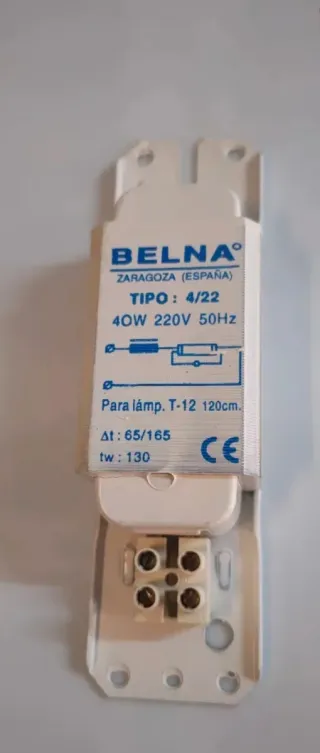 BELNA°
ZARAGOZA (ESPAÑA)
TIPO : 4/22
40W 220V 50Hz
Para lámp. T-12 120cm.
Δt : 65/165
tw : 130
CE